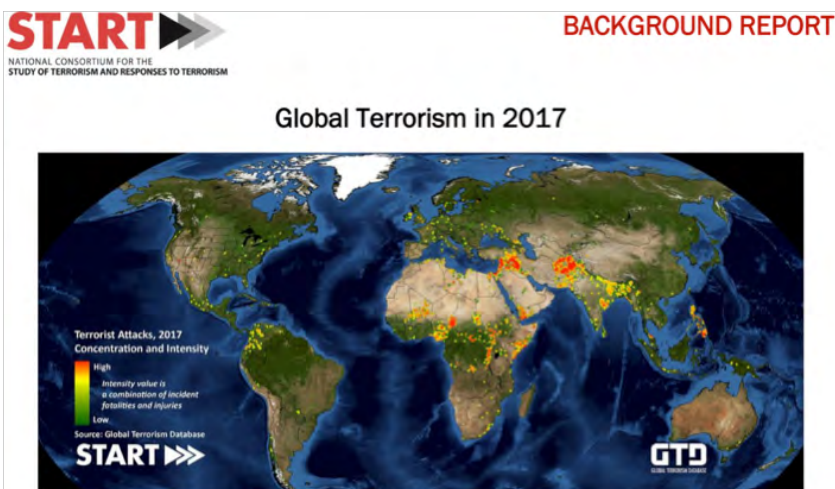 START
NATIONAL CONSORTIUM FOR THE
STUDY OF TERRORISM AND RESPONSES TO TERRORISM
BACKGROUND REPORT
Global Terrorism in 2017
Terrorist Attacks, 2017
Concentration and Intensity
High
Intensity value is
a combination of incident
fatalities and injuries
Low
Source: Global Terrorism Database
START
GTD
GLOBAL TERRORISM DATABASE